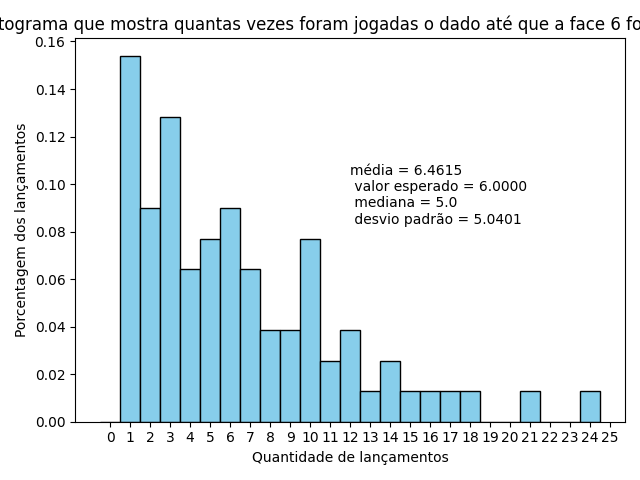 tograma que mostra quantas vezes foram jogadas o dado até que a face 6 fo
0.16
0.14
0.12
0.10
0.08
0.06
0.04
0.02
0.00
Porcentagem dos lançamentos
média = 6.4615
valor esperado = 6.0000
mediana = 5.0
desvio padrão = 5.0401
0 1 2 3 4 5 6 7 8 9 10 11 12 13 14 15 16 17 18 19 20 21 22 23 24 25
Quantidade de lançamentos